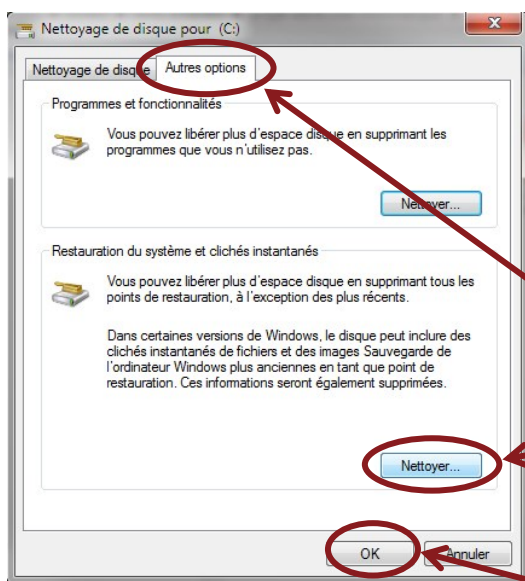 Nettoyage de disque pour (C:)
Nettoyage de disque Autres options
Programmes et fonctionnalités
Vous pouvez libérer plus d'espace disque en supprimant les
programmes que vous n'utilisez pas.
Nettoyer...
Restauration du système et clichés instantanés
Vous pouvez libérer plus d'espace disque en supprimant tous les
points de restauration, à l'exception des plus récents.
Dans certaines versions de Windows, le disque peut inclure des
clichés instantanés de fichiers et des images Sauvegarde de
l'ordinateur Windows plus anciennes en tant que point de
restauration. Ces informations seront également supprimées.
Nettoyer...
OK Annuler